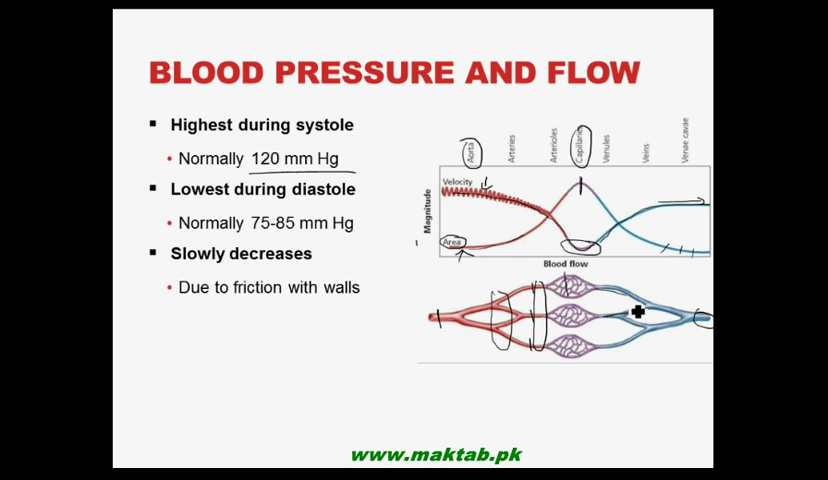 BLOOD PRESSURE AND FLOW
▪ Highest during systole
• Normally 120 mm Hg
▪ Lowest during diastole
• Normally 75-85 mm Hg
▪ Slowly decreases
• Due to friction with walls
Aorta
Arteries
Arterioles
Capillaries
Venules
Veins
Venae cavae
Magnitude
Velocity
Area
Blood flow
www.maktab.pk